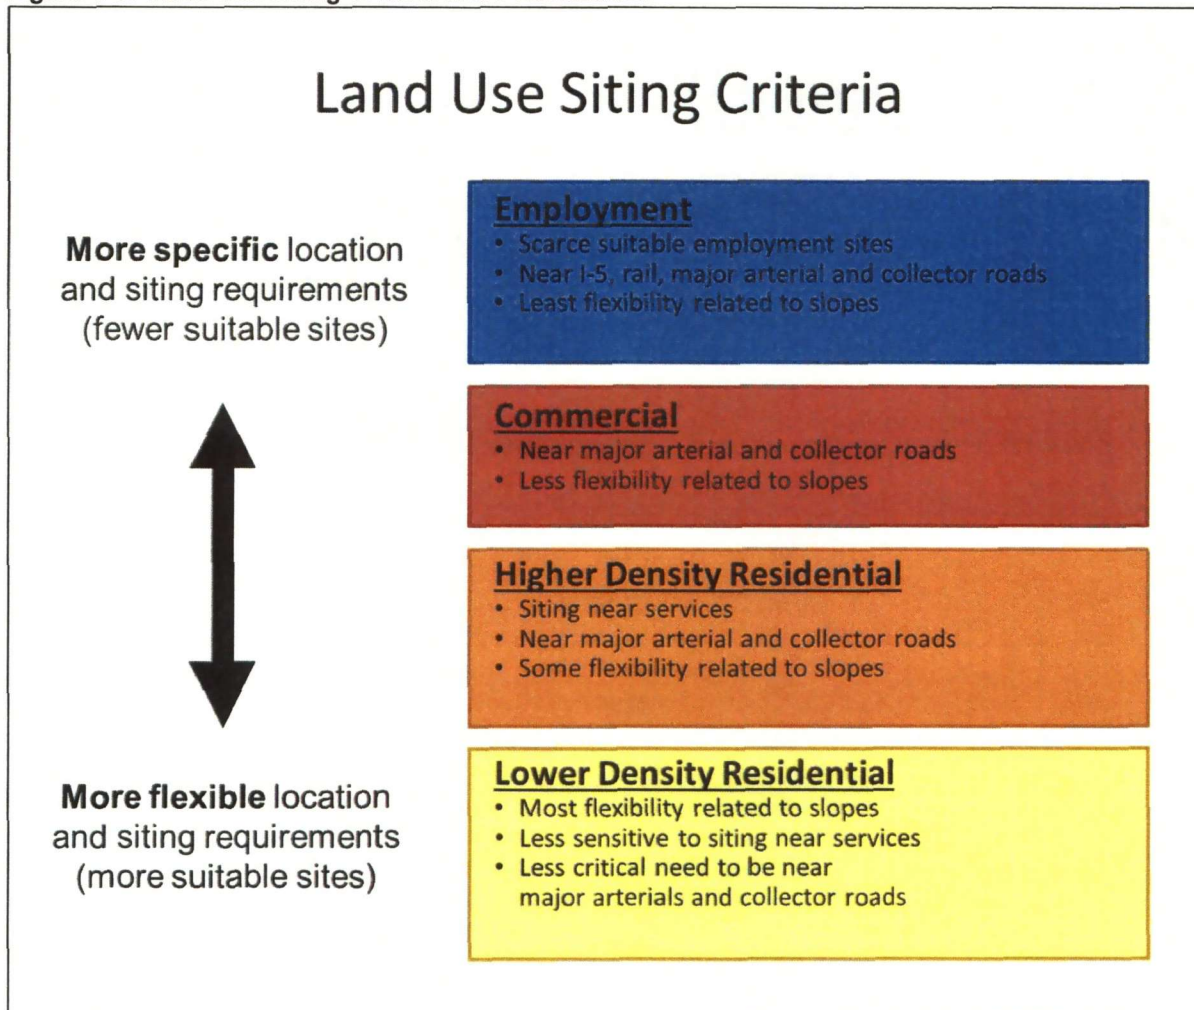 Land Use Siting Criteria
More specific location
and siting requirements
(fewer suitable sites)
Employment
• Scarce suitable employment sites
• Near I-5, rail, major arterial and collector roads
• Least flexibility related to slopes
Commercial
• Near major arterial and collector roads
• Less flexibility related to slopes
Higher Density Residential
• Siting near services
• Near major arterial and collector roads
• Some flexibility related to slopes
More flexible location
and siting requirements
(more suitable sites)
Lower Density Residential
• Most flexibility related to slopes
• Less sensitive to siting near services
• Less critical need to be near
major arterials and collector roads